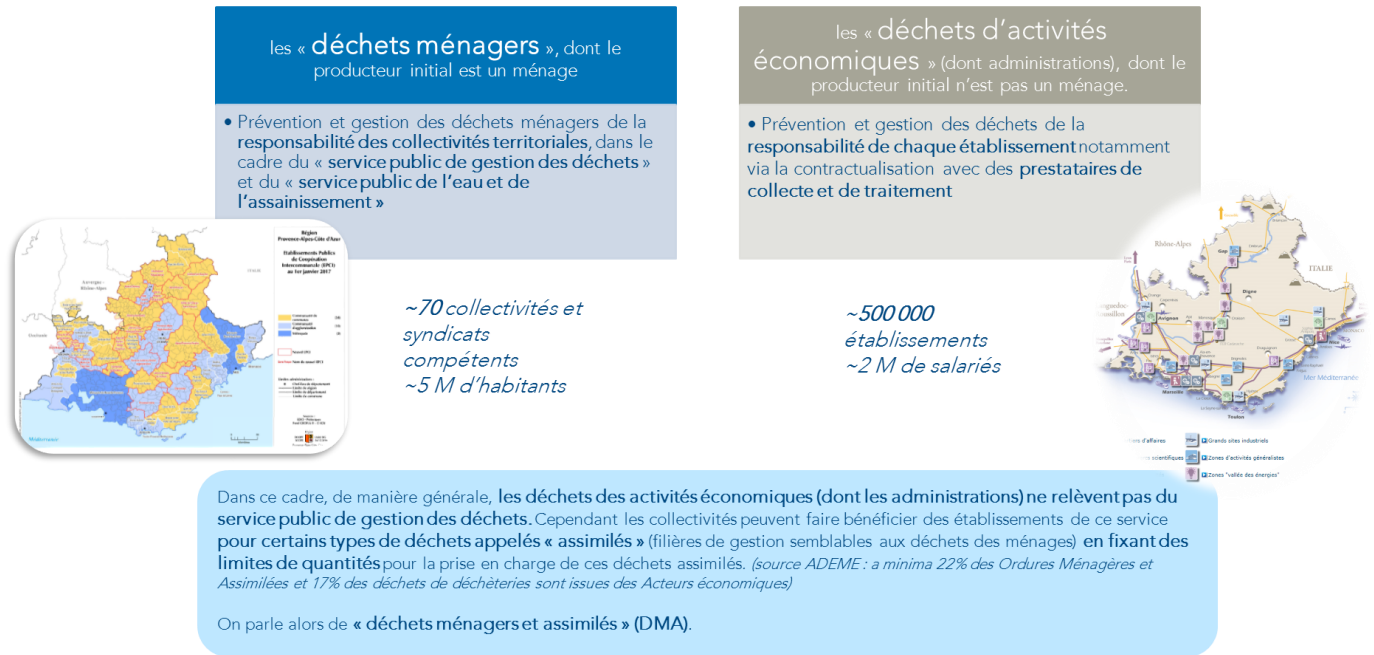 les « déchets ménagers », dont le
producteur initial est un ménage
• Prévention et gestion des déchets ménagers de la
responsabilité des collectivités territoriales, dans le
cadre du « service public de gestion des déchets »
et du « service public de l'eau et de
l'assainissement »
les « déchets d'activités
économiques » (dont administrations), dont le
producteur initial n'est pas un ménage.
• Prévention et gestion des déchets de la
responsabilité de chaque établissement notamment
via la contractualisation avec des prestataires de
collecte et de traitement
Région
Provence-Alpes-Côte d'Azur
Etablissements Publics
de Coopération
Intercommunale (EPCI)
au 1er janvier 2017
ITALIE
Méditerranée
~70 collectivités et
syndicats
compétents
~5 M d'habitants
~500 000
établissements
~2 M de salariés
Rhône-Alpes
ITALIE
Gap
Digne
Avignon
Nice
Marseille
Toulon
Mer Méditerranée
d'affaires
Grands sites industriels
scientifiques
Zones d'activités généralistes
Zones "vallée des énergies"
Dans ce cadre, de manière générale, les déchets des activités économiques (dont les administrations) ne relèvent pas du
service public de gestion des déchets. Cependant les collectivités peuvent faire bénéficier des établissements de ce service
pour certains types de déchets appelés « assimilés » (filières de gestion semblables aux déchets des ménages) en fixant des
limites de quantités pour la prise en charge de ces déchets assimilés. (source ADEME : a minima 22% des Ordures Ménagères et
Assimilées et 17% des déchets de déchèteries sont issues des Acteurs économiques)
On parle alors de « déchets ménagers et assimilés » (DMA).